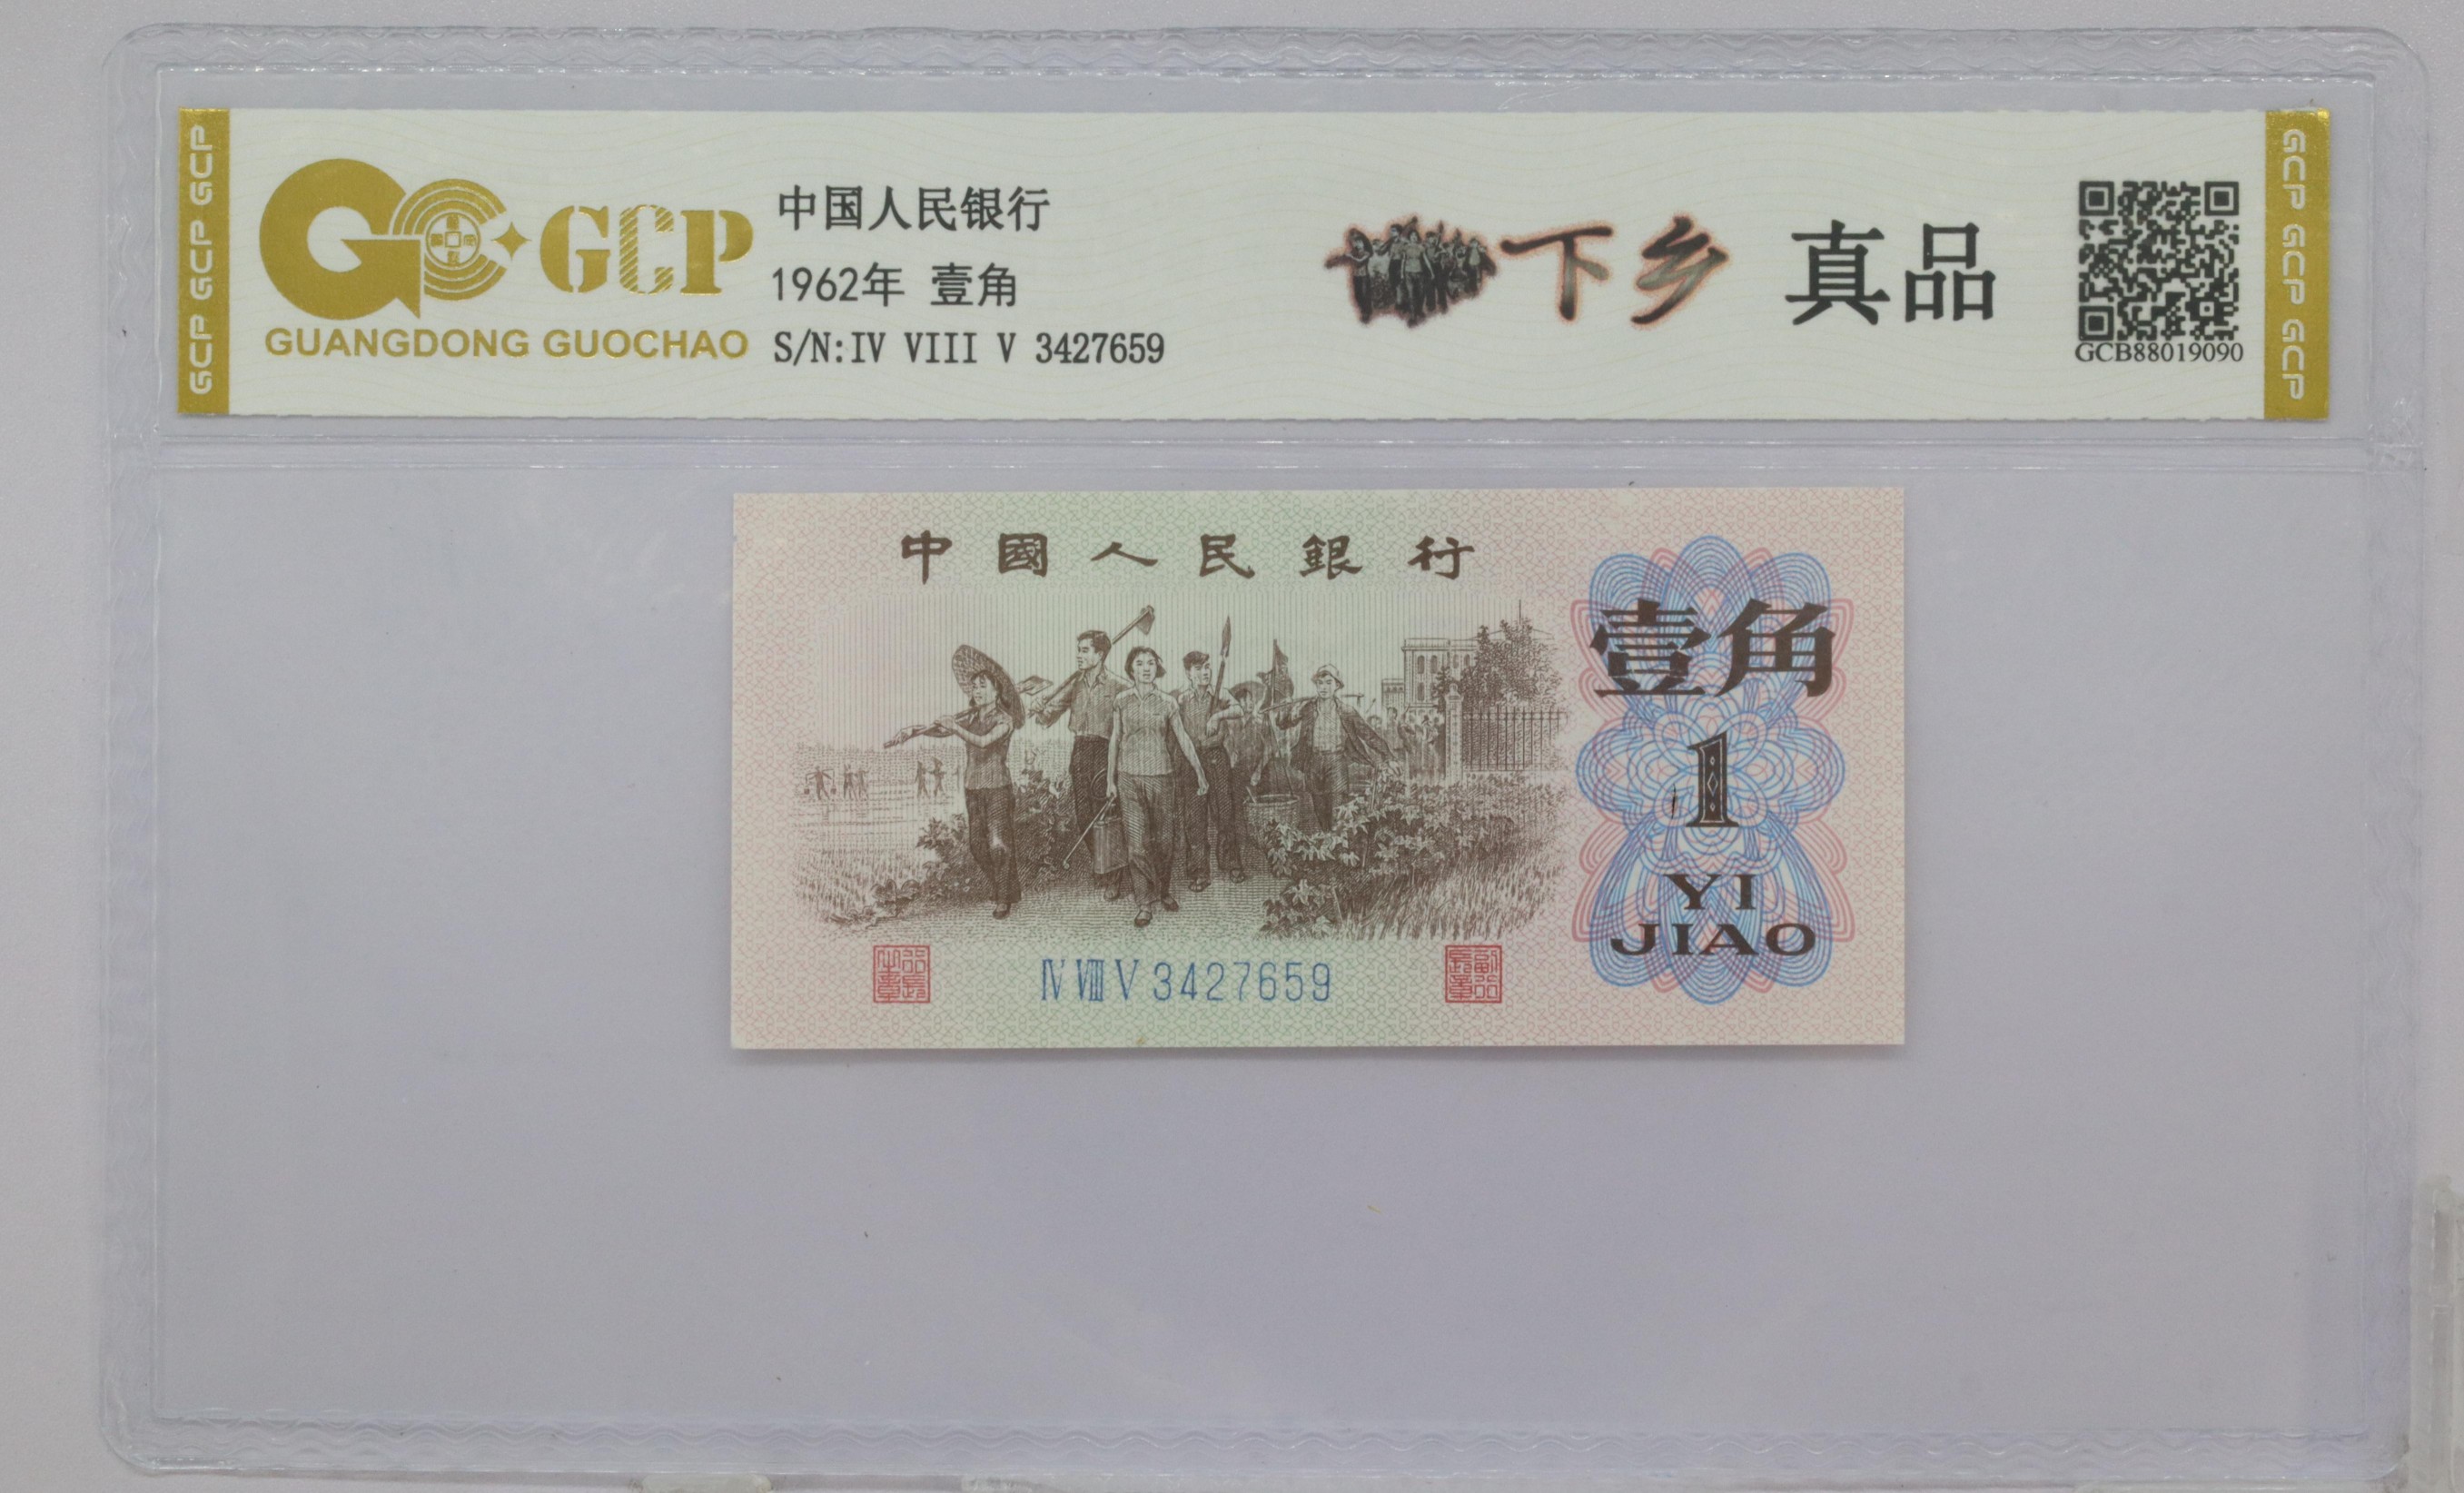 GCP GCP GCP
GCP
GUANGDONG GUOCHAO
中国人民银行
1962年 壹角
S/N:IV VIII V 3427659
下乡 真品
GCB88019090
GCP GCP GCP
中國人民銀行
壹角
1
YI
JIAO
Ⅳ Ⅷ Ⅴ 3427659